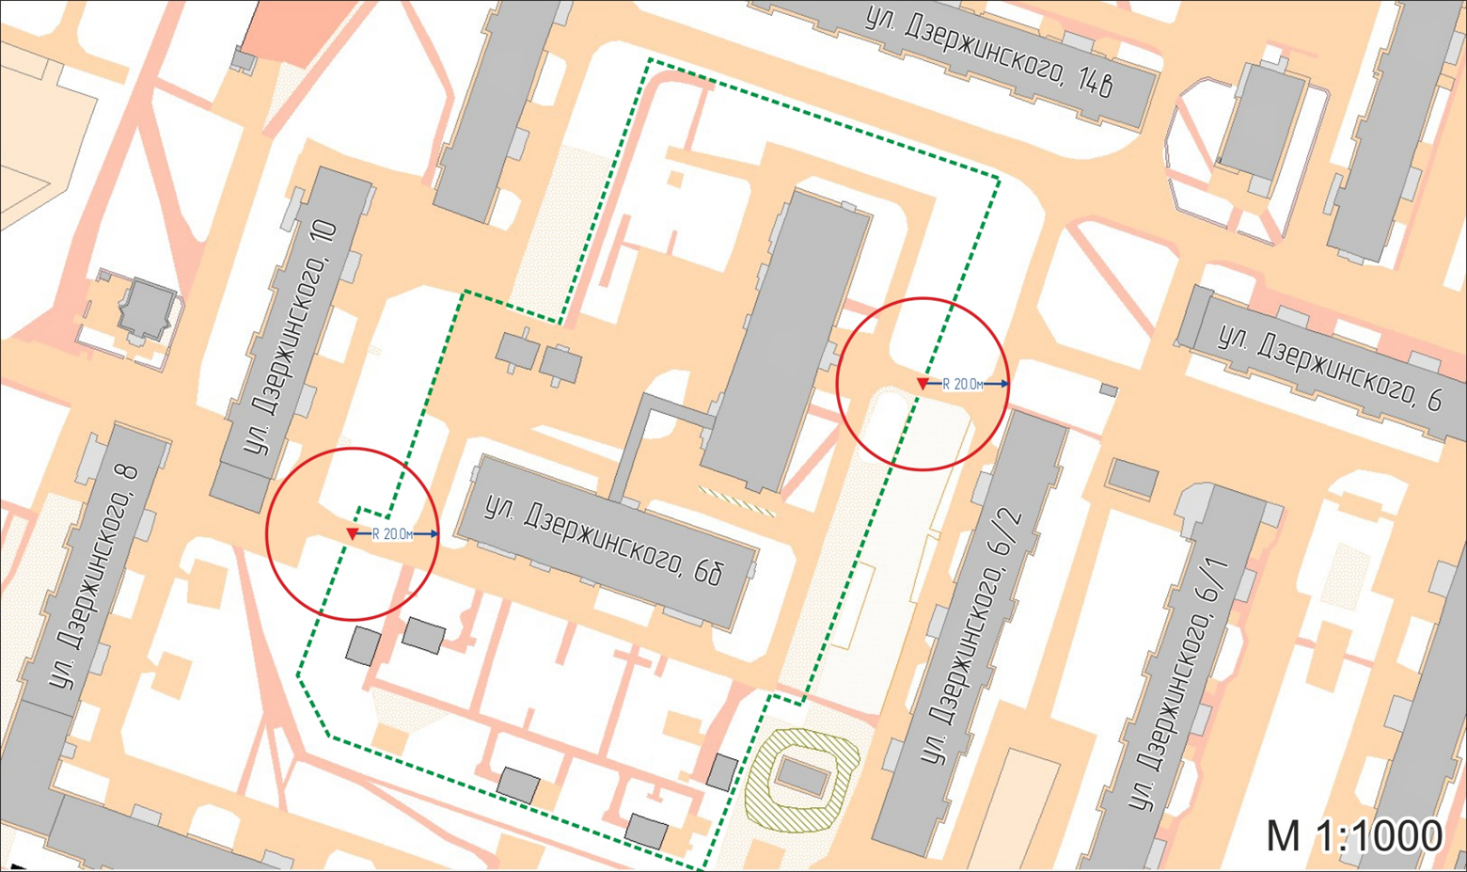 ул. Дзержинского, 14в
ул. Дзержинского, 10
ул. Дзержинского, 6
R 20.0м
ул. Дзержинского, 8
R 20.0м
ул. Дзержинского, 6б
ул. Дзержинского, 6/2
ул. Дзержинского, 6/1
М 1:1000